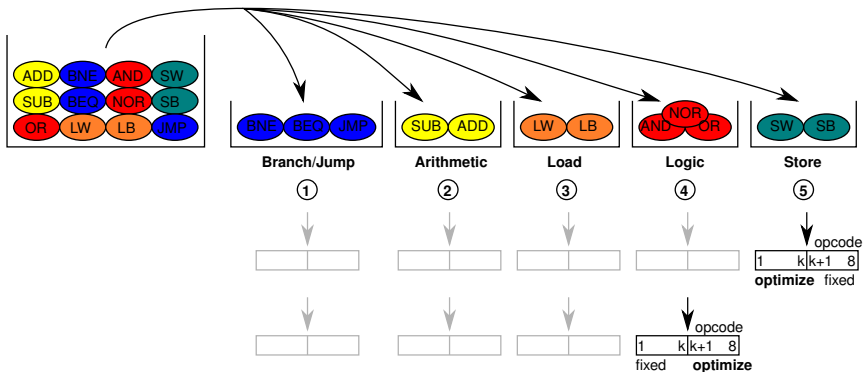 ADD BNE AND SW
SUB BEQ NOR SB
OR LW LB JMP
BNE BEQ JMP
SUB ADD
LW LB
NOR
AND OR
SW SB
Branch/Jump Arithmetic Load Logic Store
1 2 3 4 5
opcode
1 k k+1 8
optimize fixed
opcode
1 k k+1 8
fixed optimize